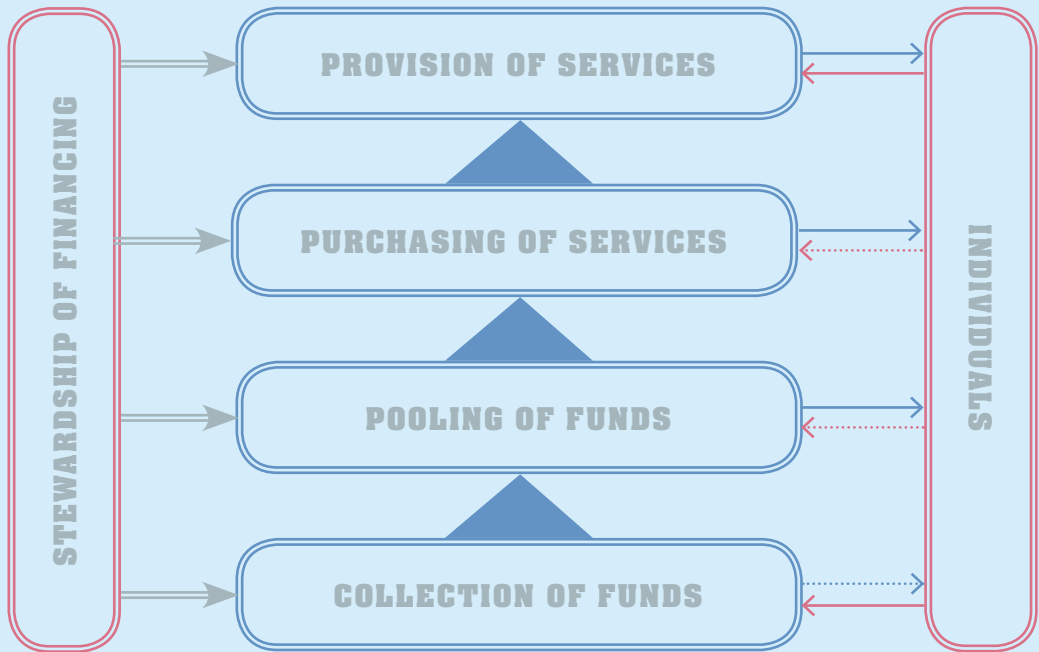 STEWARDSHIP OF FINANCING
PROVISION OF SERVICES
PURCHASING OF SERVICES
POOLING OF FUNDS
COLLECTION OF FUNDS
INDIVIDUALS